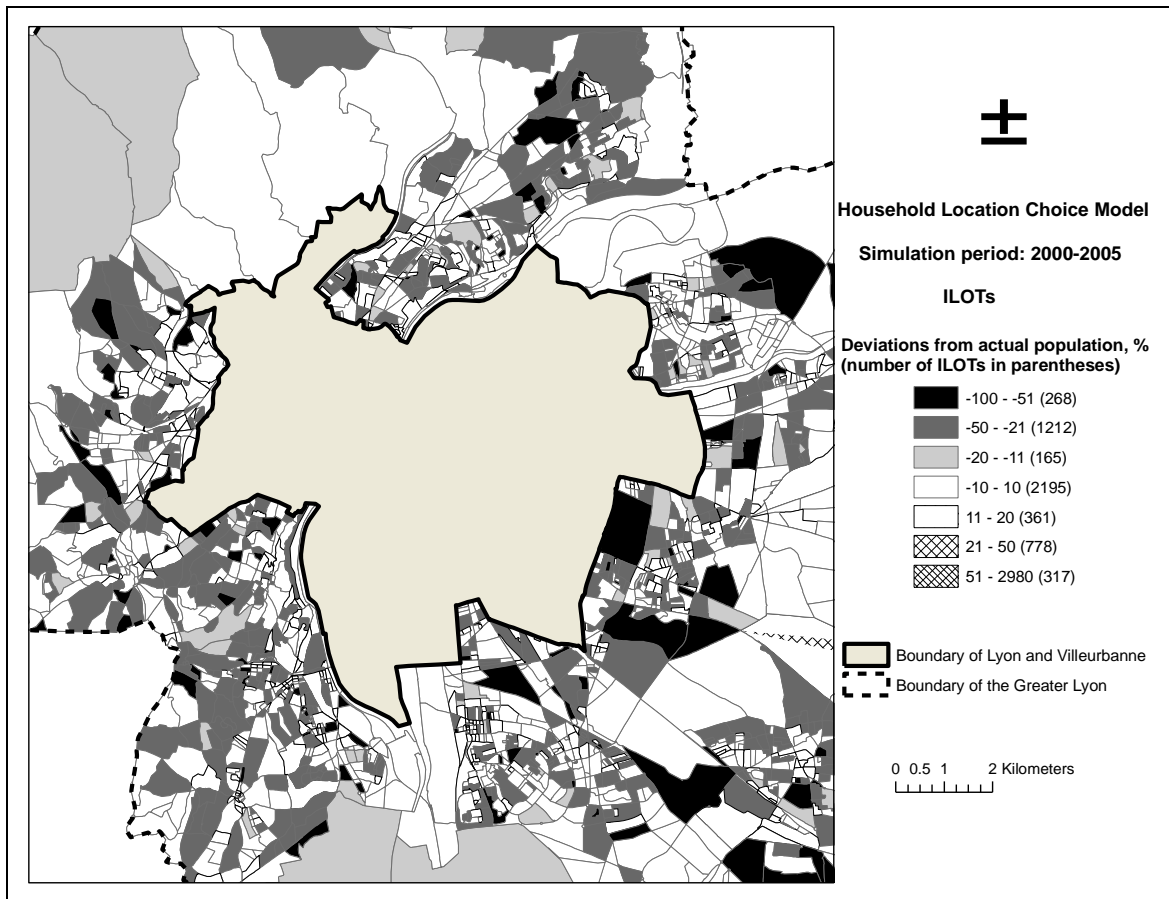 ±
Household Location Choice Model
Simulation period: 2000-2005
ILOTs
Deviations from actual population, %
(number of ILOTs in parentheses)
-100 - -51 (268)
-50 - -21 (1212)
-20 - -11 (165)
-10 - 10 (2195)
11 - 20 (361)
21 - 50 (778)
51 - 2980 (317)
Boundary of Lyon and Villeurbanne
Boundary of the Greater Lyon
0 0.5 1 2 Kilometers